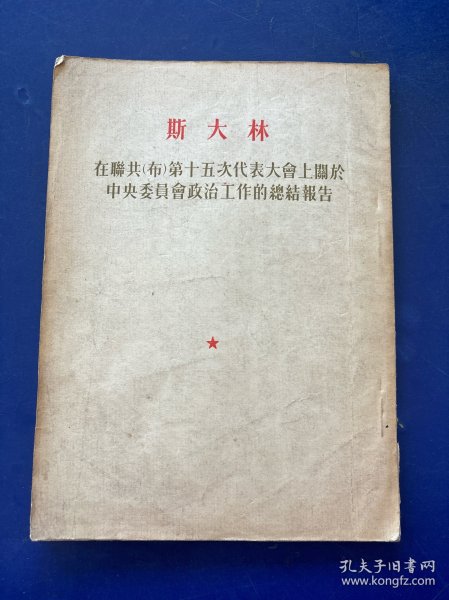 斯大林
在聯共(布)第十五次代表大會上關於
中央委員會政治工作的總結報告
孔夫子旧书网
www.kongfz.com